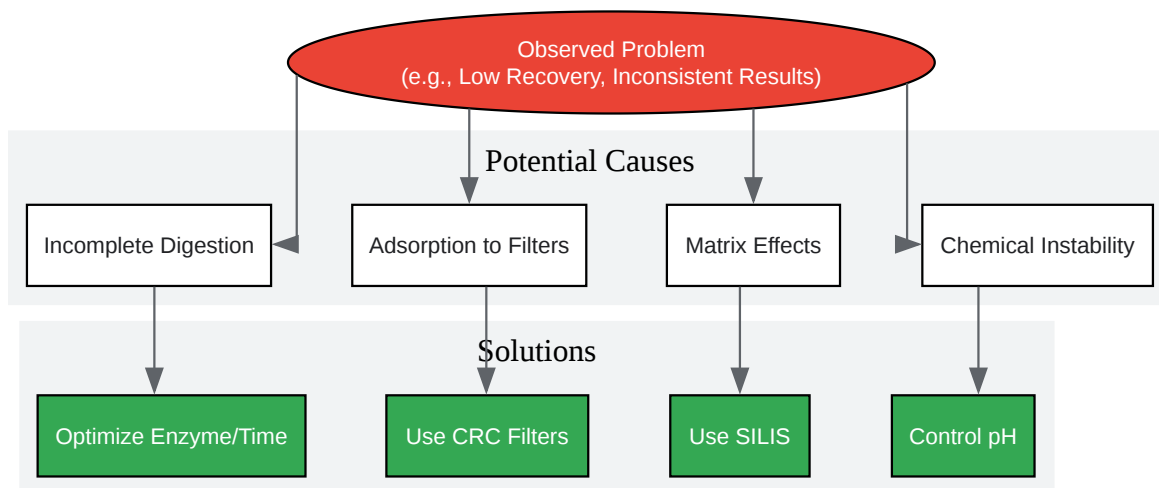 Observed Problem
(e.g., Low Recovery, Inconsistent Results)
Potential Causes
Incomplete Digestion
Adsorption to Filters
Matrix Effects
Chemical Instability
Solutions
Optimize Enzyme/Time
Use CRC Filters
Use SILIS
Control pH